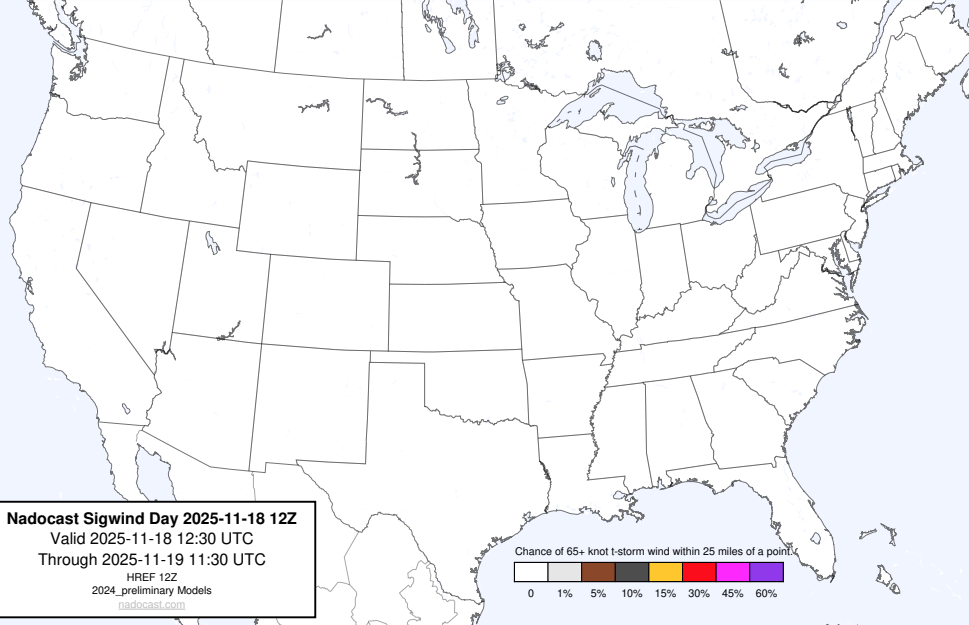 Nadocast Sigwind Day 2025-11-18 12Z
Valid 2025-11-18 12:30 UTC
Through 2025-11-19 11:30 UTC
HREF 12Z
2024_preliminary Models
nadocast.com
Chance of 65+ knot t-storm wind within 25 miles of a point.
0 1% 5% 10% 15% 30% 45% 60%